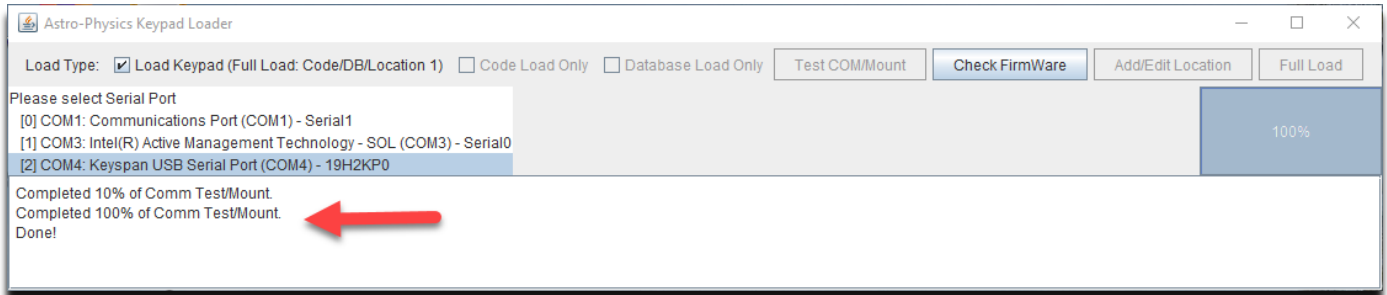 Astro-Physics Keypad Loader
Load Type: Load Keypad (Full Load: Code/DB/Location 1) Code Load Only Database Load Only Test COM/Mount Check FirmWare Add/Edit Location Full Load
Please select Serial Port
[0] COM1: Communications Port (COM1) - Serial1
[1] COM3: Intel(R) Active Management Technology - SOL (COM3) - Serial0
100%
[2] COM4: Keyspan USB Serial Port (COM4) - 19H2KP0
Completed 10% of Comm Test/Mount.
Completed 100% of Comm Test/Mount.
Done!